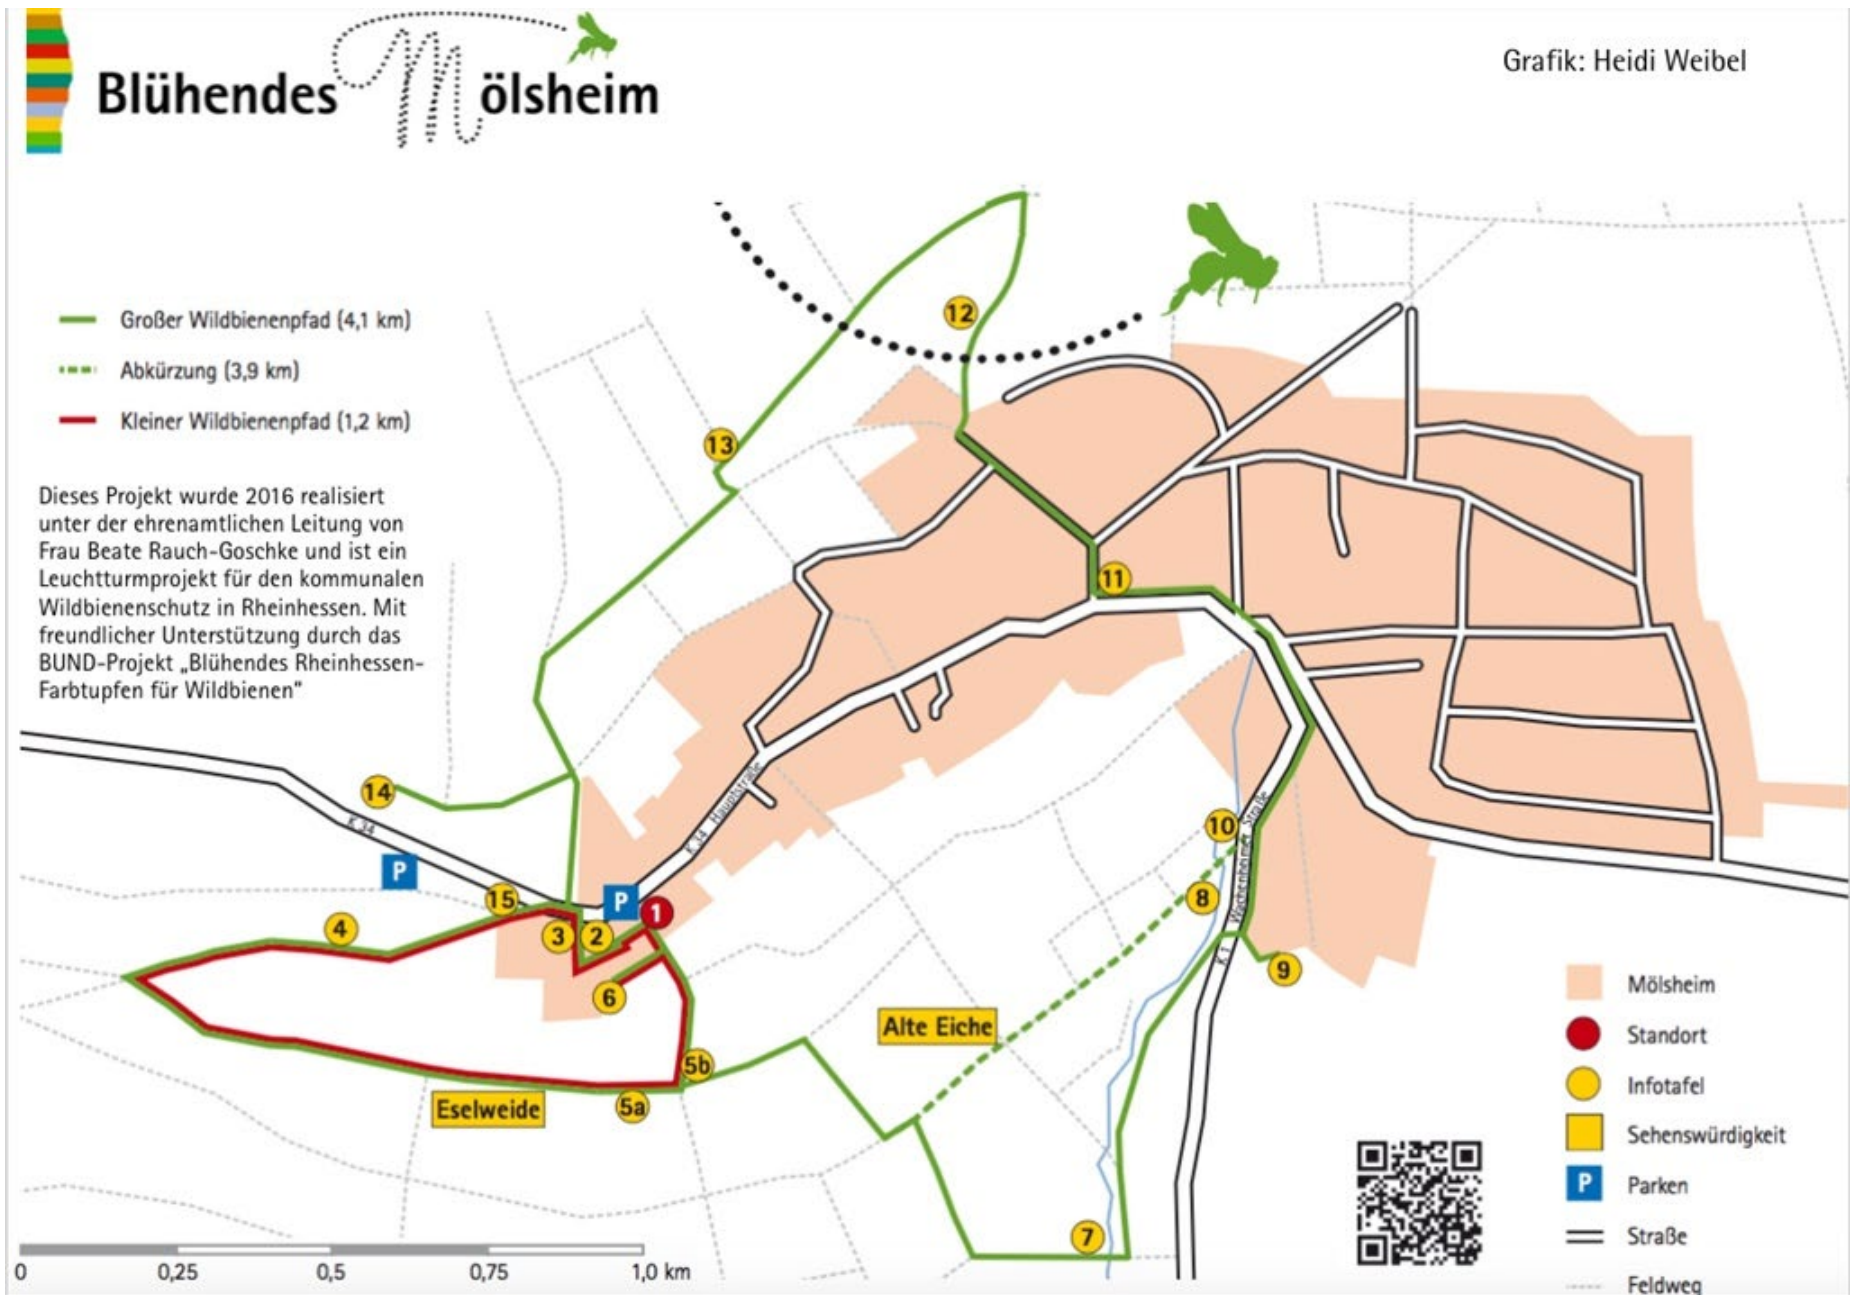 Blühendes Mölsheim
Grafik: Heidi Weibel
Großer Wildbienenpfad (4,1 km)
Abkürzung (3,9 km)
Kleiner Wildbienenpfad (1,2 km)
Dieses Projekt wurde 2016 realisiert
unter der ehrenamtlichen Leitung von
Frau Beate Rauch-Goschke und ist ein
Leuchtturmprojekt für den kommunalen
Wildbienenschutz in Rheinhessen. Mit
freundlicher Unterstützung durch das
BUND-Projekt „Blühendes Rheinhessen-
Farbtupfen für Wildbienen“
12
13
11
14
K 34
K 34 Hauptstraße
P
10
Wachenheimer Straße
15
P
1
8
4
3
2
K 1
9
6
Alte Eiche
5b
Eselweide
5a
7
Mölsheim
Standort
Infotafel
Sehenswürdigkeit
P
Parken
Straße
Feldweg
0
0,25
0,5
0,75
1,0 km